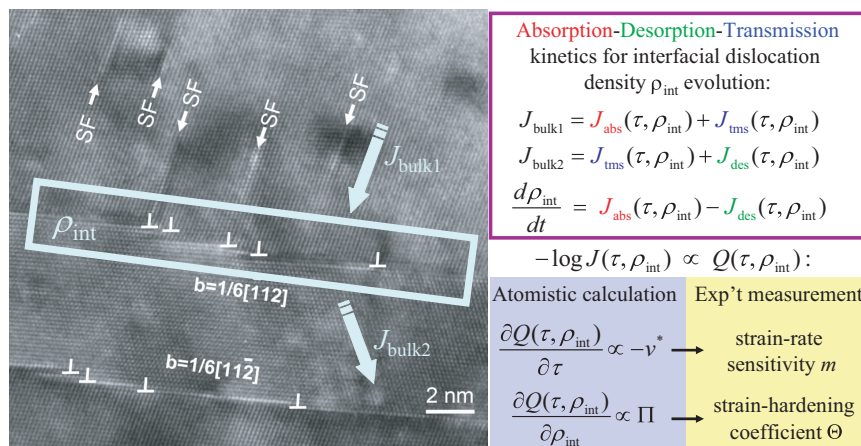 SF
SF
SF
SF
SF
J_bulk1
ρ_int
⊥ ⊥ ⊥ ⊥ ⊥
b=1/6[112]
J_bulk2
b=1/6[112̄]
⊥ ⊥ ⊥ ⊥
2 nm
Absorption-Desorption-Transmission
kinetics for interfacial dislocation
density ρ_int evolution:
J_bulk1 = J_abs(τ, ρ_int) + J_tms(τ, ρ_int)
J_bulk2 = J_tms(τ, ρ_int) + J_des(τ, ρ_int)
dρ_int/dt = J_abs(τ, ρ_int) − J_des(τ, ρ_int)
−log J(τ, ρ_int) ∝ Q(τ, ρ_int) :
Atomistic calculation
Exp't measurement
∂Q(τ, ρ_int)/∂τ ∝ −v* →
strain-rate
sensitivity m
∂Q(τ, ρ_int)/∂ρ_int ∝ Π →
strain-hardening
coefficient Θ